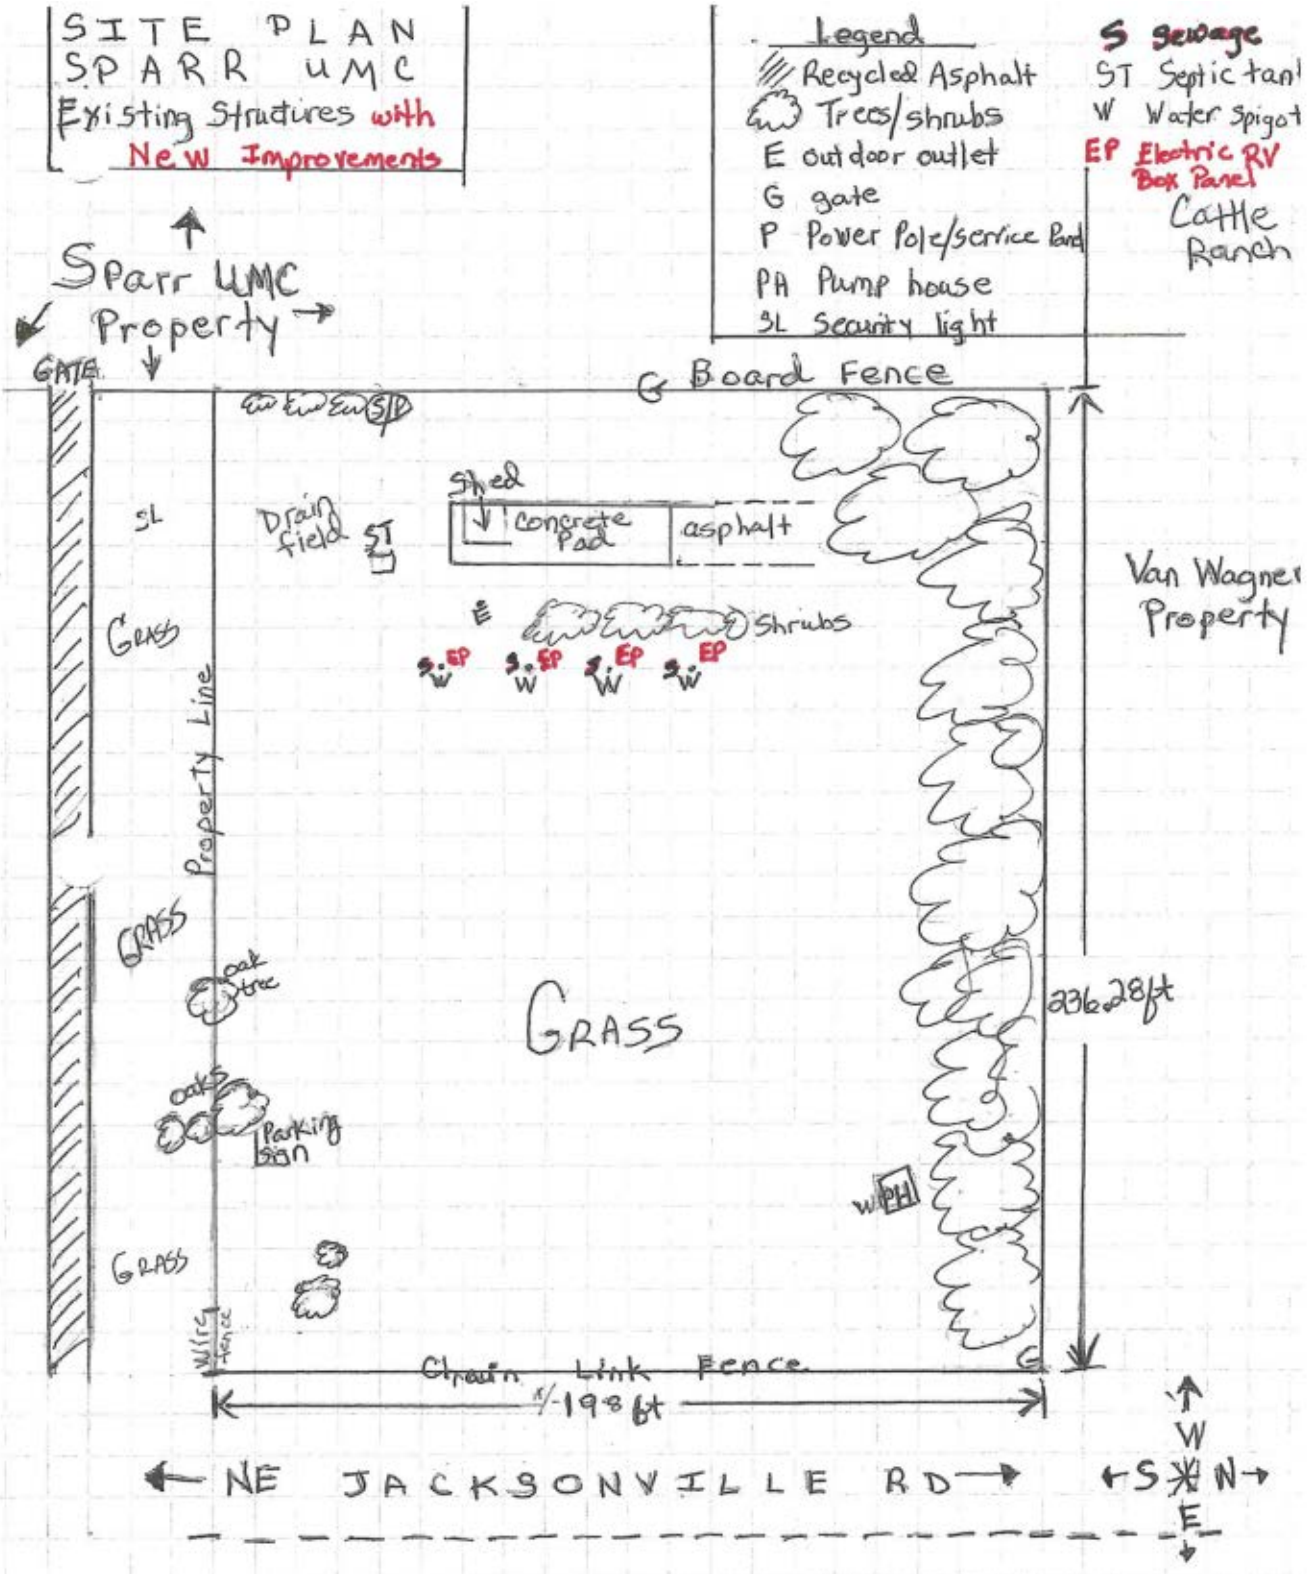 SITE PLAN
SPARR UMC
Existing Structures with
New Improvements
Legend
Recycled Asphalt
Trees/shrubs
E outdoor outlet
G gate
P Power Pole/service
PA Pump house
SL Security light
S Sewage
ST Septic tan
W Water Spigot
EP Electric RV
Box Panel
Cattle
Ranch
Sparr UMC
Property
GATE
G Board Fence
S/P
Shed
SL
Drain
field
ST
Concrete
Pad
asphalt
Van Wagner
Property
E
Shrubs
GRASS
S. EP
W
S. EP
W
S. EP
W
S. EP
W
Property Line
GRASS
oak
tree
GRASS
236.28ft
oaks
Parking
sign
W PH
GRASS
Wire
fence
Chain Link Fence
G
+/-198 ft
NE JACKSONVILLE RD
W
S N
E